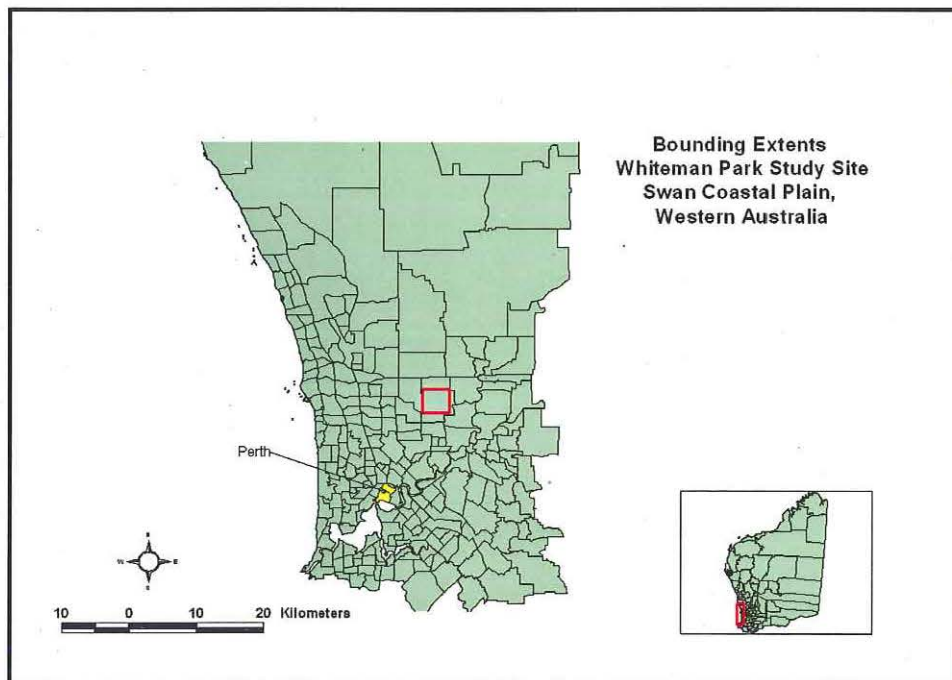 Bounding Extents
Whiteman Park Study Site
Swan Coastal Plain,
Western Australia
Perth
W E
S
10 0 10 20 Kilometers